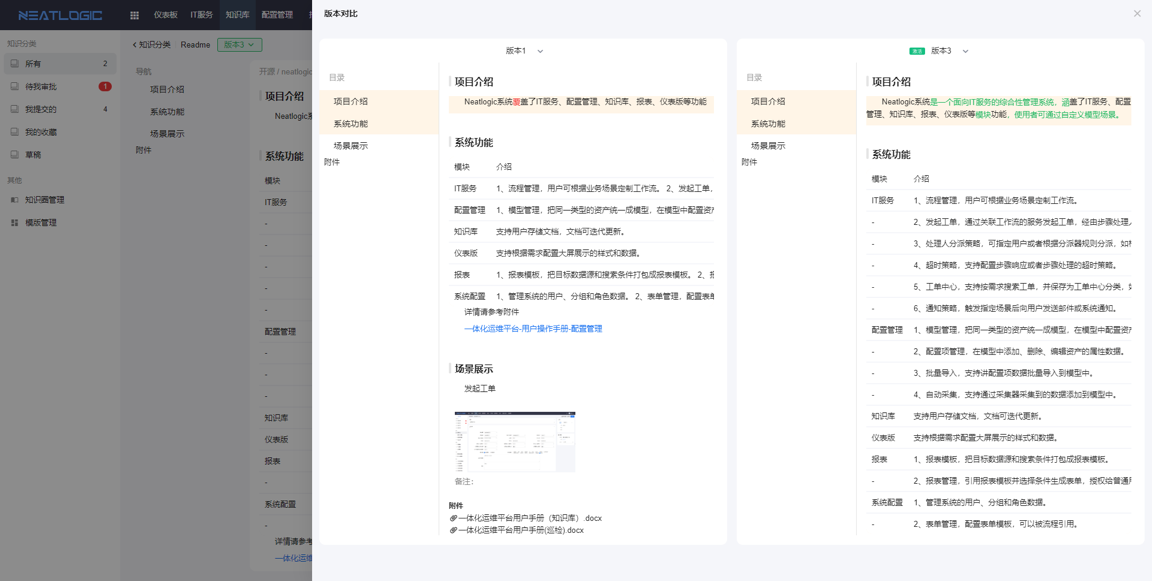 NEATLOGIC
仪表板 IT服务 知识库 配置管理
知识分类
所有 2
待我审批 1
我提交的 4
我的收藏
草稿
其他
知识圈管理
模版管理
知识分类 Readme 版本3
导航
项目介绍
系统功能
场景展示
附件
开源 / neatlogic
项目介绍
Neatlogic系
系统功能
模块
IT服务
-
-
-
-
-
配置管理
-
-
-
知识库
仪表版
报表
-
系统配置
-
详情请参考
一体化运维
版本对比
版本1
目录
项目介绍
系统功能
场景展示
附件
项目介绍
Neatlogic系统覆盖了IT服务、配置管理、知识库、报表、仪表版等功能
系统功能
模块 介绍
IT服务 1、流程管理，用户可根据业务场景定制工作流。 2、发起工单，
配置管理 1、模型管理，把同一类型的资产统一成模型，在模型中配置资产
知识库 支持用户存储文档，文档可迭代更新。
仪表版 支持根据需求配置大屏展示的样式和数据。
报表 1、报表模板，把目标数据源和搜索条件打包成报表模板。 2、报
系统配置 1、管理系统的用户、分组和角色数据。 2、表单管理，配置表单
详情请参考附件
一体化运维平台-用户操作手册-配置管理
场景展示
发起工单
备注：
附件
一体化运维平台用户手册（知识库）.docx
一体化运维平台用户手册(巡检).docx
激活 版本3
目录
项目介绍
系统功能
场景展示
附件
项目介绍
Neatlogic系统是一个面向IT服务的综合性管理系统，涵盖了IT服务、配置
管理、知识库、报表、仪表版等模块功能，使用者可通过自定义模型场景。
系统功能
模块 介绍
IT服务 1、流程管理，用户可根据业务场景定制工作流。
- 2、发起工单，通过关联工作流的服务发起工单，经由步骤处理人
- 3、处理人分派策略，可指定用户或者根据分派器规则分派，如根
- 4、超时策略，支持配置步骤响应或者步骤处理的超时策略。
- 5、工单中心，支持按需求搜索工单，并保存为工单中心分类，如
- 6、通知策略，触发指定场景后向用户发送邮件或系统通知。
配置管理 1、模型管理，把同一类型的资产统一成模型，在模型中配置资产
- 2、配置项管理，在模型中添加、删除、编辑资产的属性数据。
- 3、批量导入，支持讲配置项数据批量导入到模型中。
- 4、自动采集，支持通过采集器采集到的数据添加到模型中。
知识库 支持用户存储文档，文档可迭代更新。
仪表版 支持根据需求配置大屏展示的样式和数据。
报表 1、报表模板，把目标数据源和搜索条件打包成报表模板。
- 2、报表管理，引用报表模板并选择条件生成表单，授权给普通用
系统配置 1、管理系统的用户、分组和角色数据。
- 2、表单管理，配置表单模板，可以被流程引用。